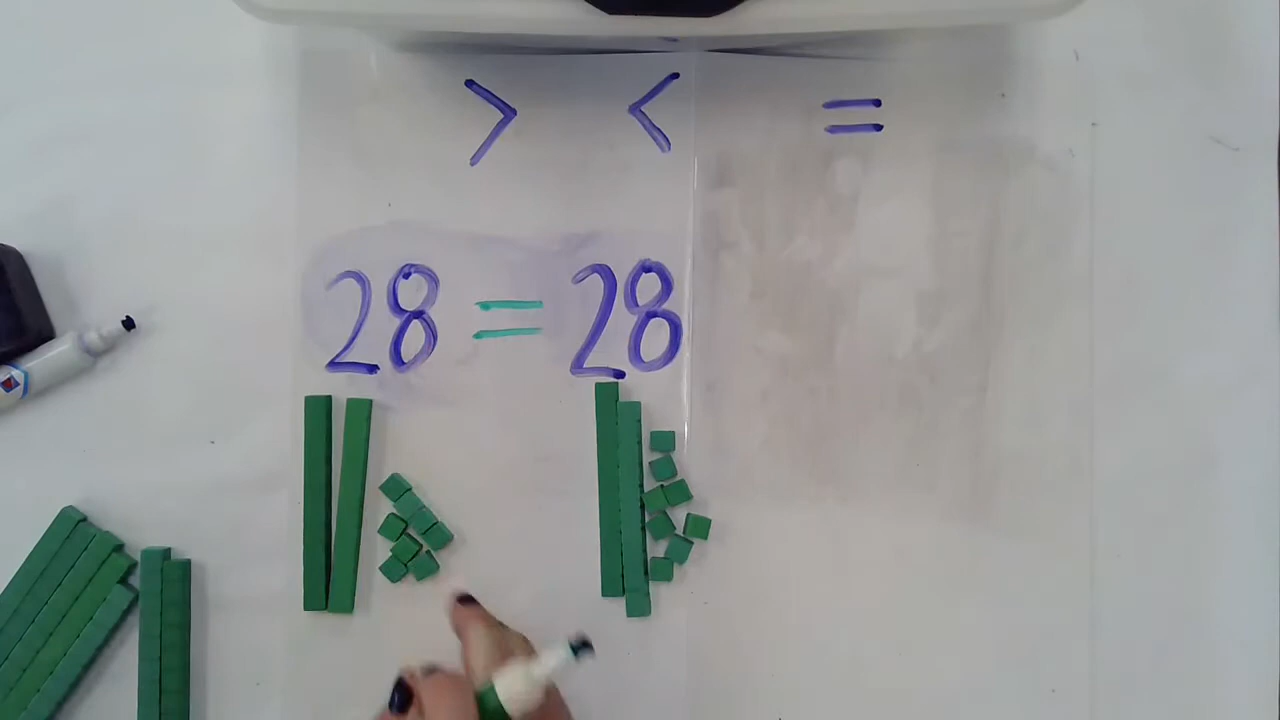 > < =
28 = 28